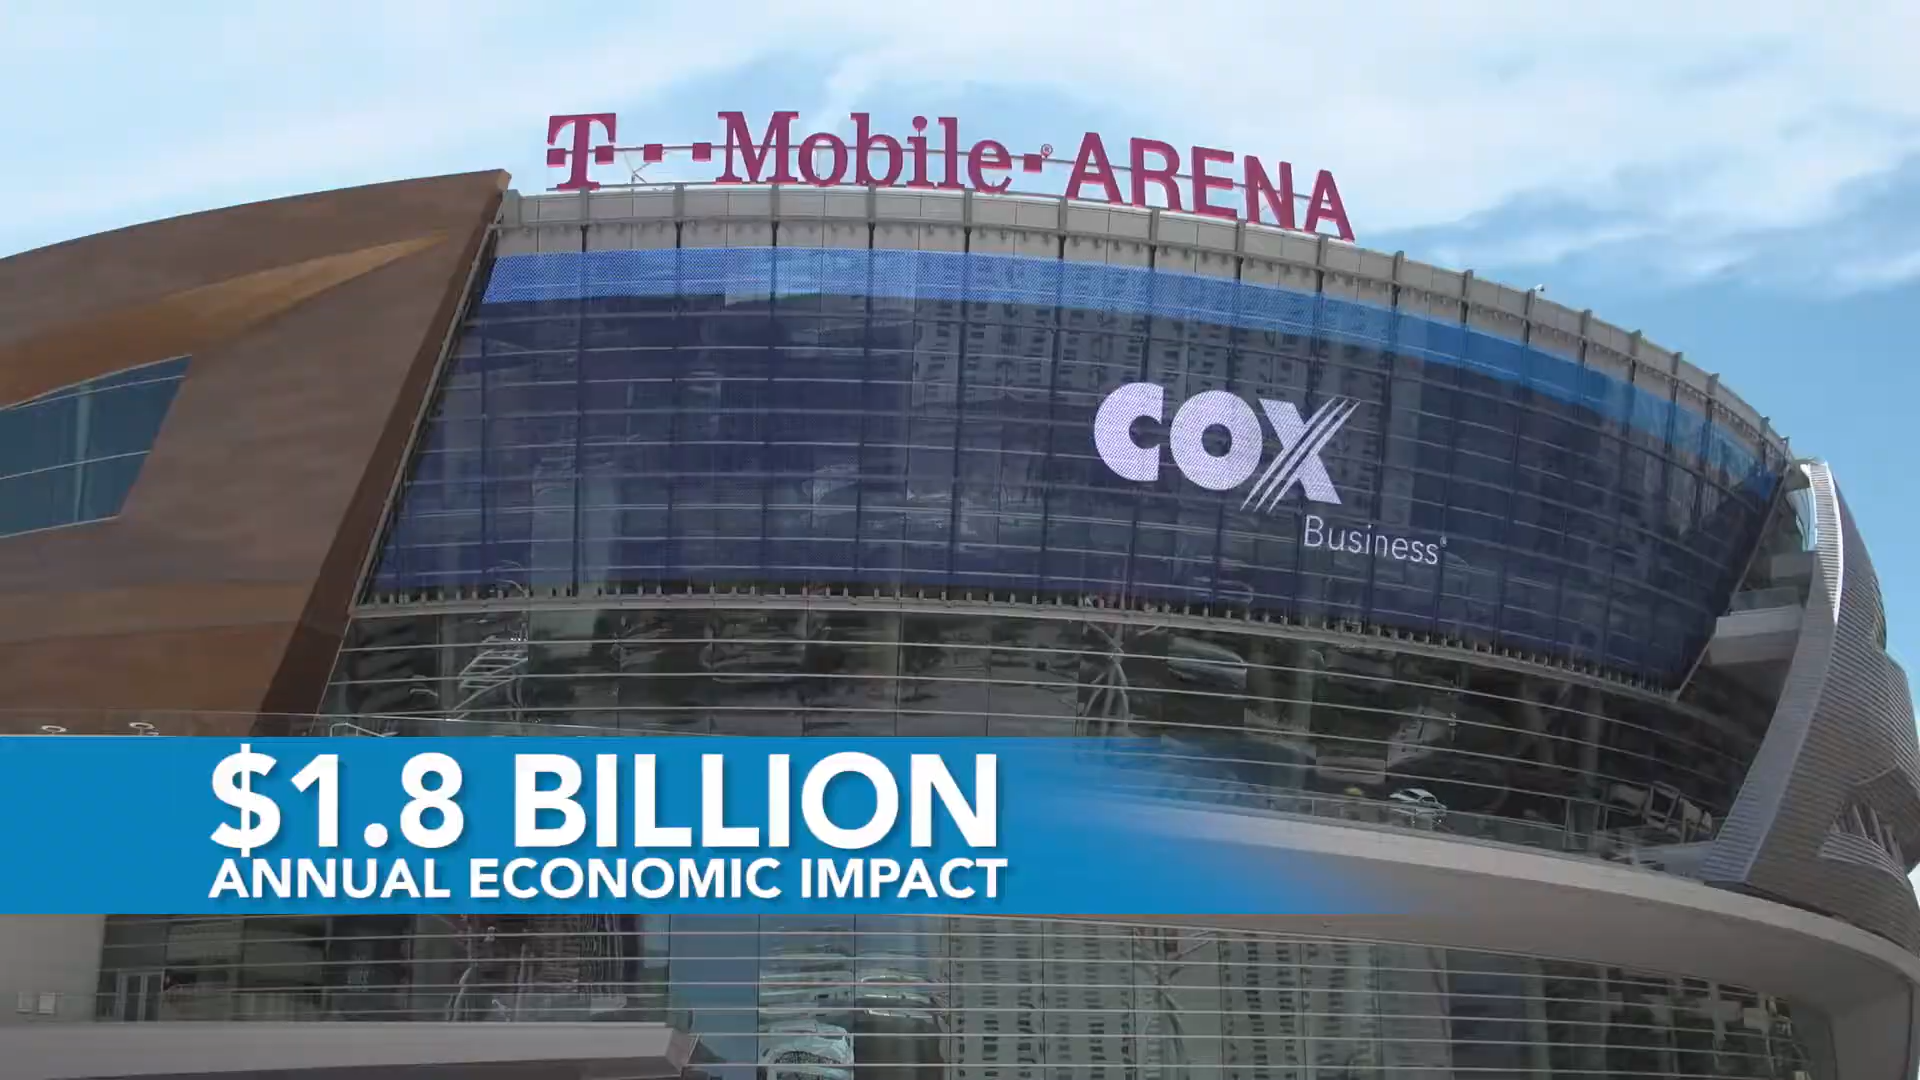 T··Mobile® ARENA
COX
Business®
$1.8 BILLION
ANNUAL ECONOMIC IMPACT